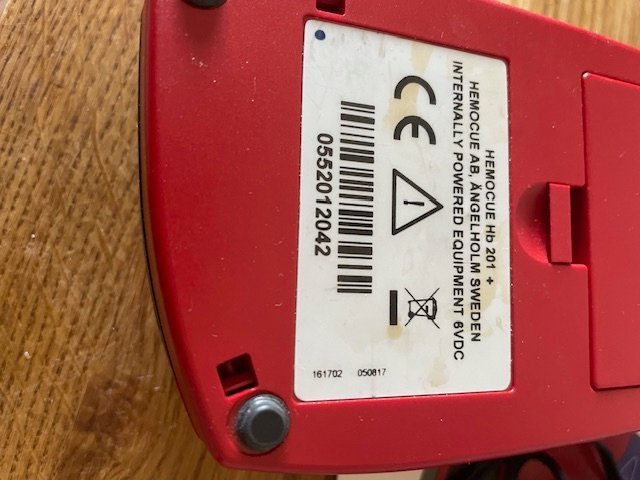 HEMOCUE Hb 201 +
HEMOCUE AB, ÄNGELHOLM SWEDEN
INTERNALLY POWERED EQUIPMENT 6VDC
CE
0552012042
161702 050817